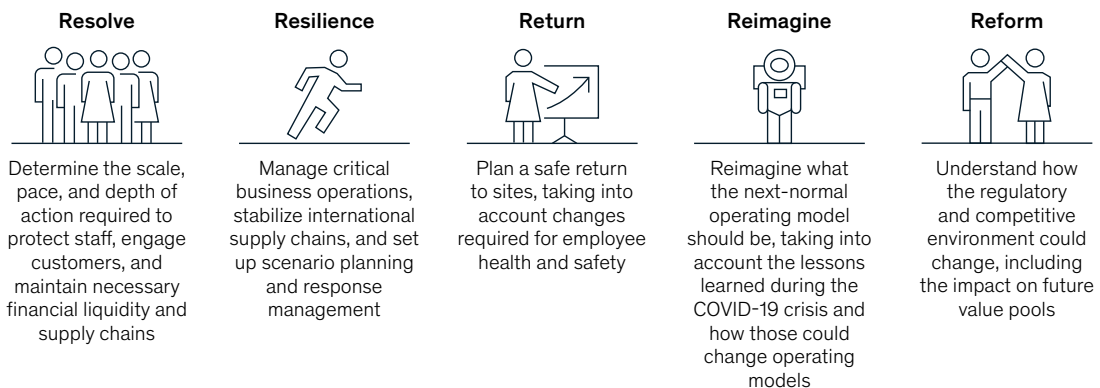 Resolve
Determine the scale,
pace, and depth of
action required to
protect staff, engage
customers, and
maintain necessary
financial liquidity and
supply chains
Resilience
Manage critical
business operations,
stabilize international
supply chains, and set
up scenario planning
and response
management
Return
Plan a safe return
to sites, taking into
account changes
required for employee
health and safety
Reimagine
Reimagine what
the next-normal
operating model
should be, taking into
account the lessons
learned during the
COVID-19 crisis and
how those could
change operating
models
Reform
Understand how
the regulatory
and competitive
environment could
change, including
the impact on future
value pools